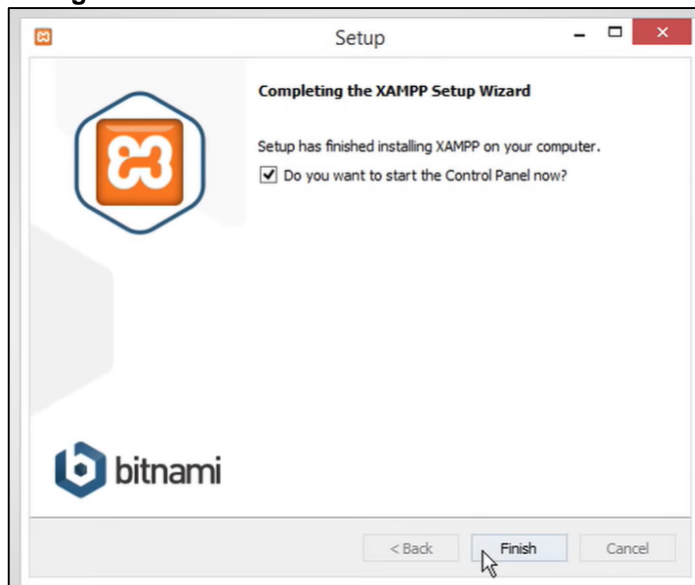 Setup
Completing the XAMPP Setup Wizard
Setup has finished installing XAMPP on your computer.
Do you want to start the Control Panel now?
bitnami
< Back Finish Cancel